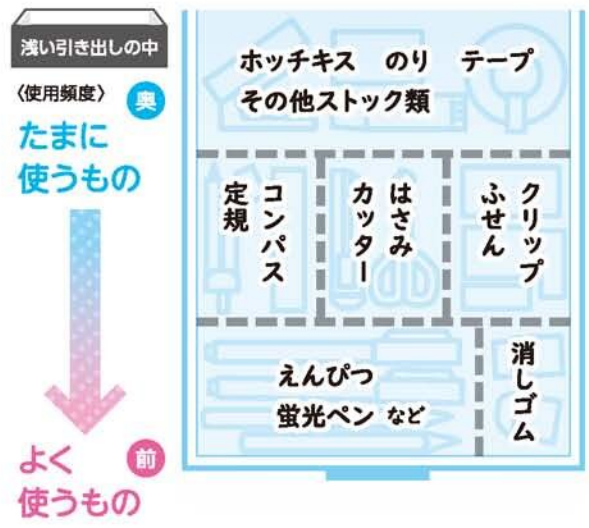 浅い引き出しの中
〈使用頻度〉
奥
たまに
使うもの
よく
使うもの
前
ホッチキス のり テープ
その他ストック類
コンパス
定規
はさみ
カッター
クリップ
ふせん
えんぴつ
蛍光ペン など
消しゴム